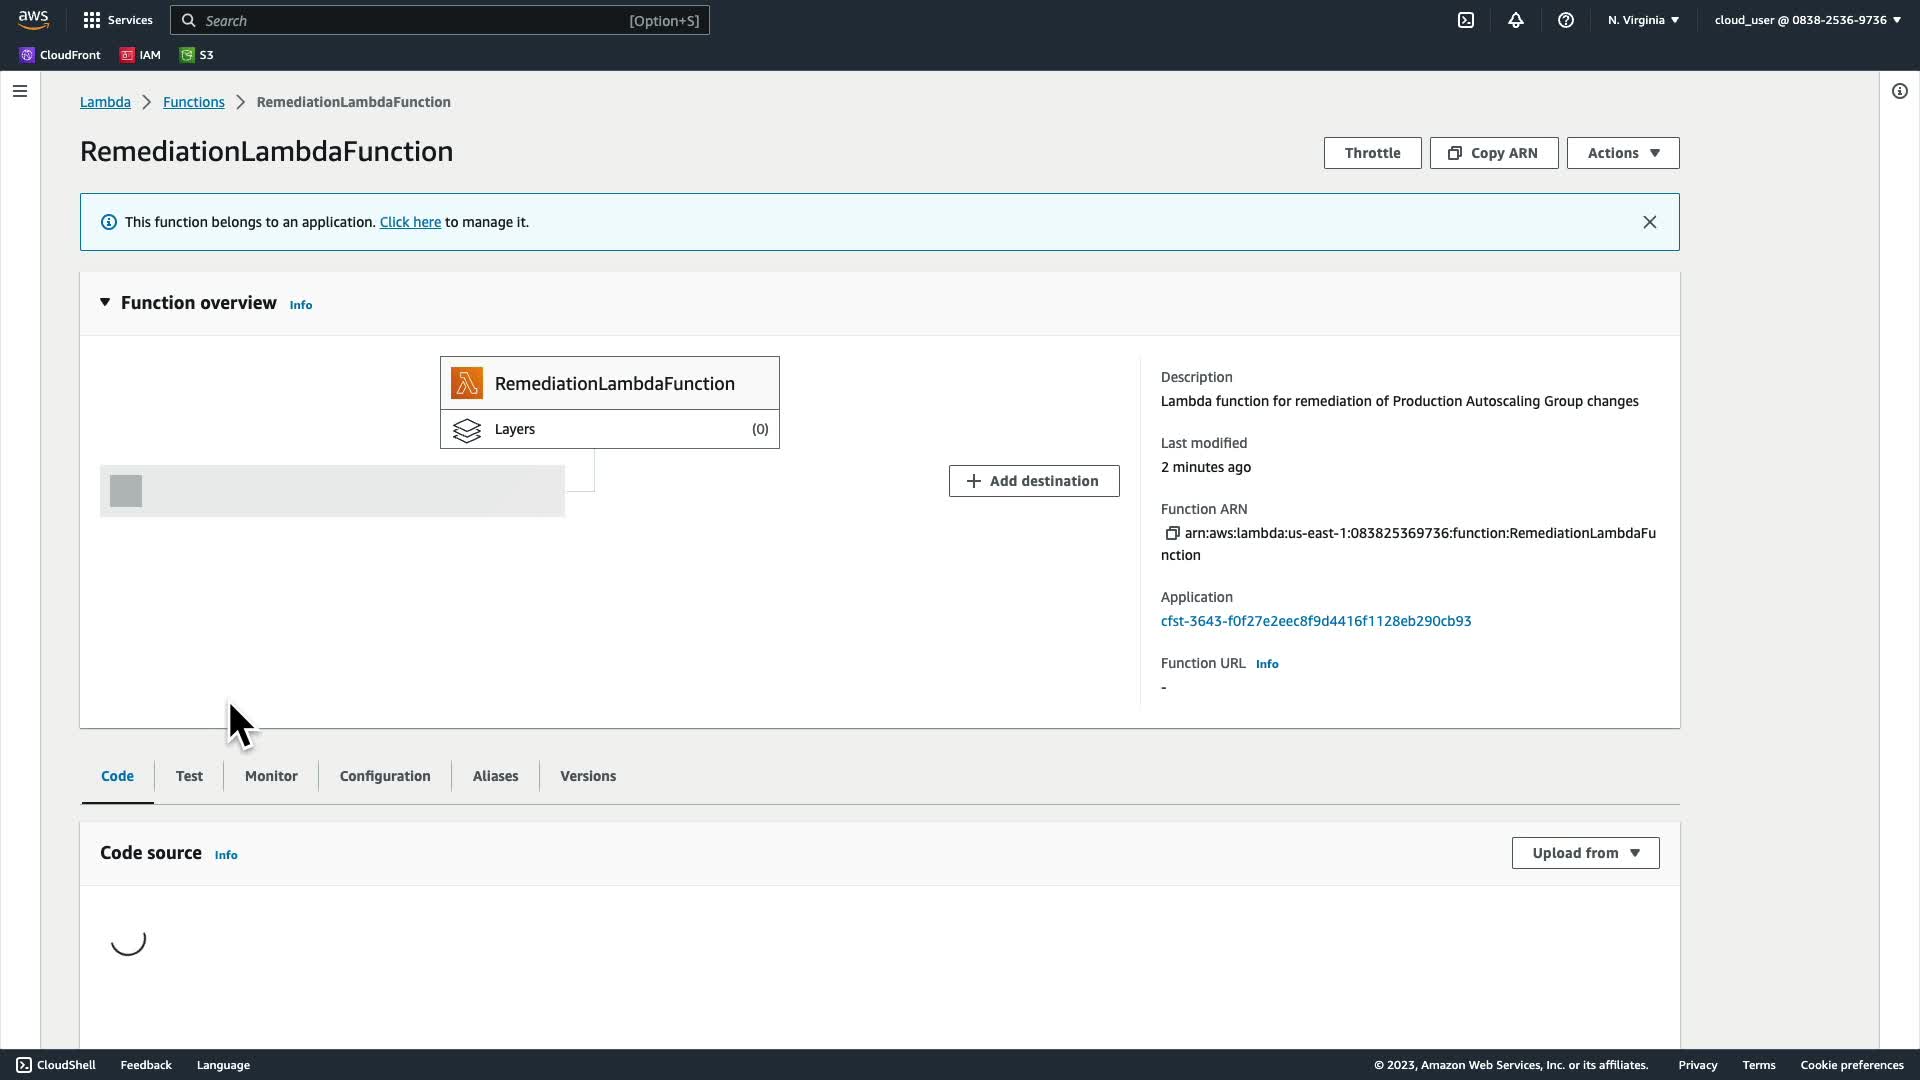 aws
Services
Search
[Option+S]
N. Virginia ▼
cloud_user @ 0838-2536-9736 ▼
CloudFront
IAM
S3
Lambda > Functions > RemediationLambdaFunction
RemediationLambdaFunction
Throttle
Copy ARN
Actions ▼
This function belongs to an application. Click here to manage it.
▼ Function overview Info
RemediationLambdaFunction
Layers (0)
+ Add destination
Description
Lambda function for remediation of Production Autoscaling Group changes
Last modified
2 minutes ago
Function ARN
arn:aws:lambda:us-east-1:083825369736:function:RemediationLambdaFu
nction
Application
cfst-3643-f0f27e2eec8f9d4416f1128eb290cb93
Function URL Info
-
Code
Test
Monitor
Configuration
Aliases
Versions
Code source Info
Upload from ▼
CloudShell
Feedback
Language
© 2023, Amazon Web Services, Inc. or its affiliates.
Privacy
Terms
Cookie preferences